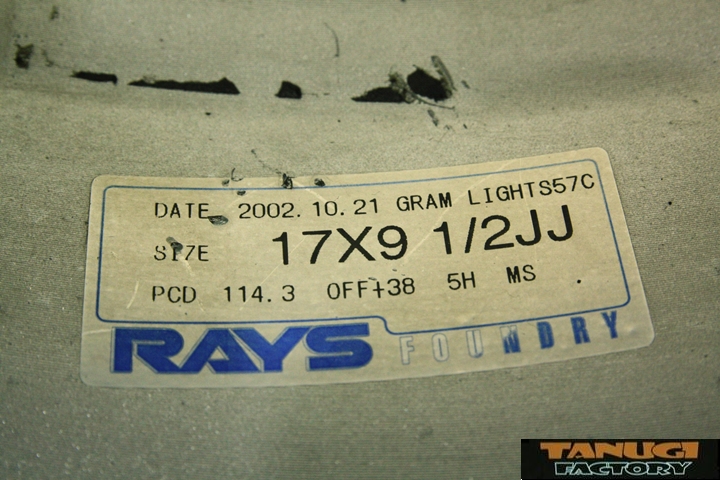 DATE 2002.10.21 GRAM LIGHTS57C
SIZE 17X9 1/2JJ
PCD 114.3 OFF+38 5H MS
RAYS FOUNDRY
TANUGI
FACTORY